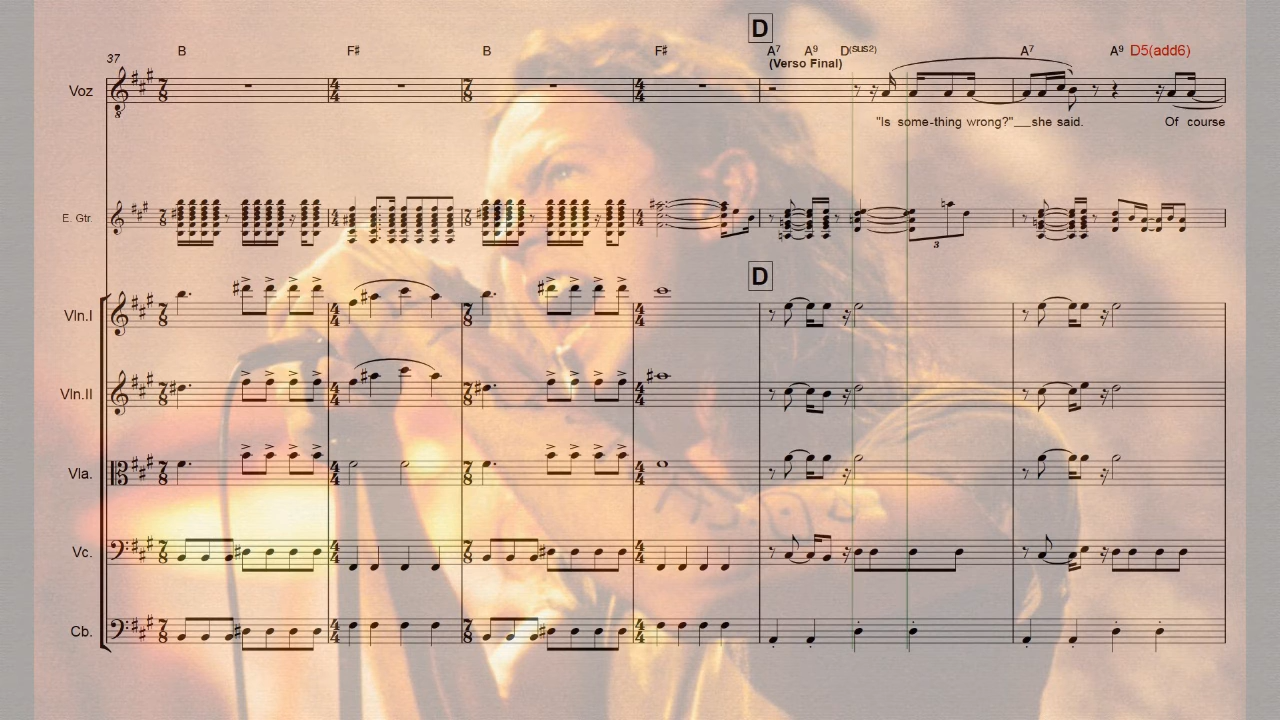 D
B F♯ B F♯ A7 A9 D(sus2) A7 A9 D5(add6)
37
(Verso Final)
Voz
"Is some-thing wrong?"__she said. Of course
E. Gtr.
3
D
Vln.I
Vln.II
Vla.
Vc.
Cb.